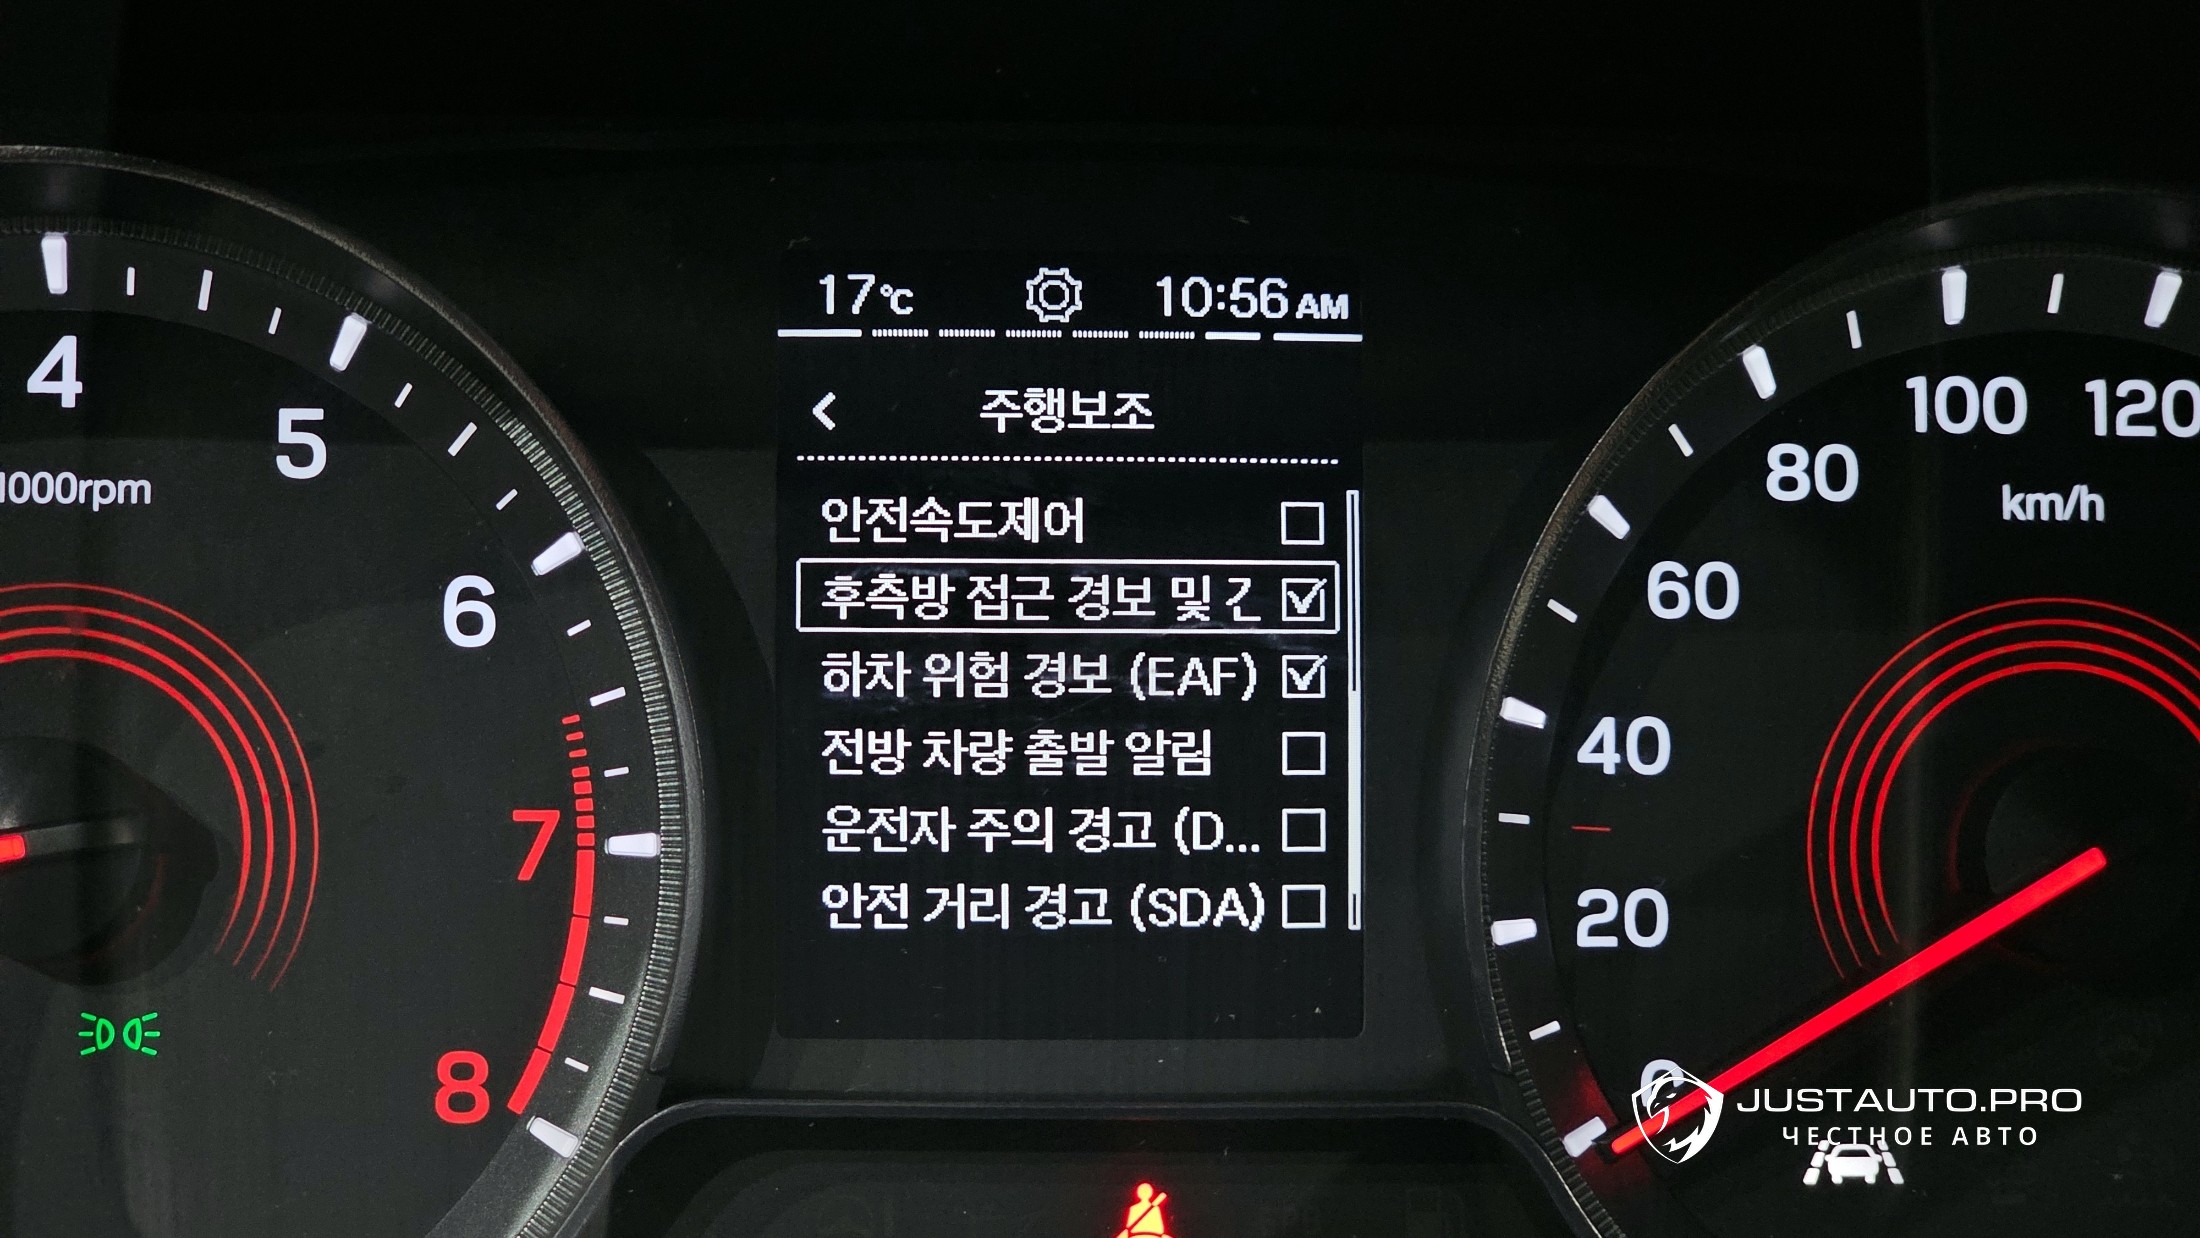 17℃ 10:56 AM
주행보조
안전속도제어
후측방 접근 경보 및
하차 위험 경보 (EAF)
전방 차량 출발 알림
운전자 주의 경고 (D...
안전 거리 경고 (SDA)
4
5
6
7
8
1000rpm
120
100
80
60
40
20
0
km/h
JUSTAUTO.PRO
ЧЕСТНОЕ АВТО